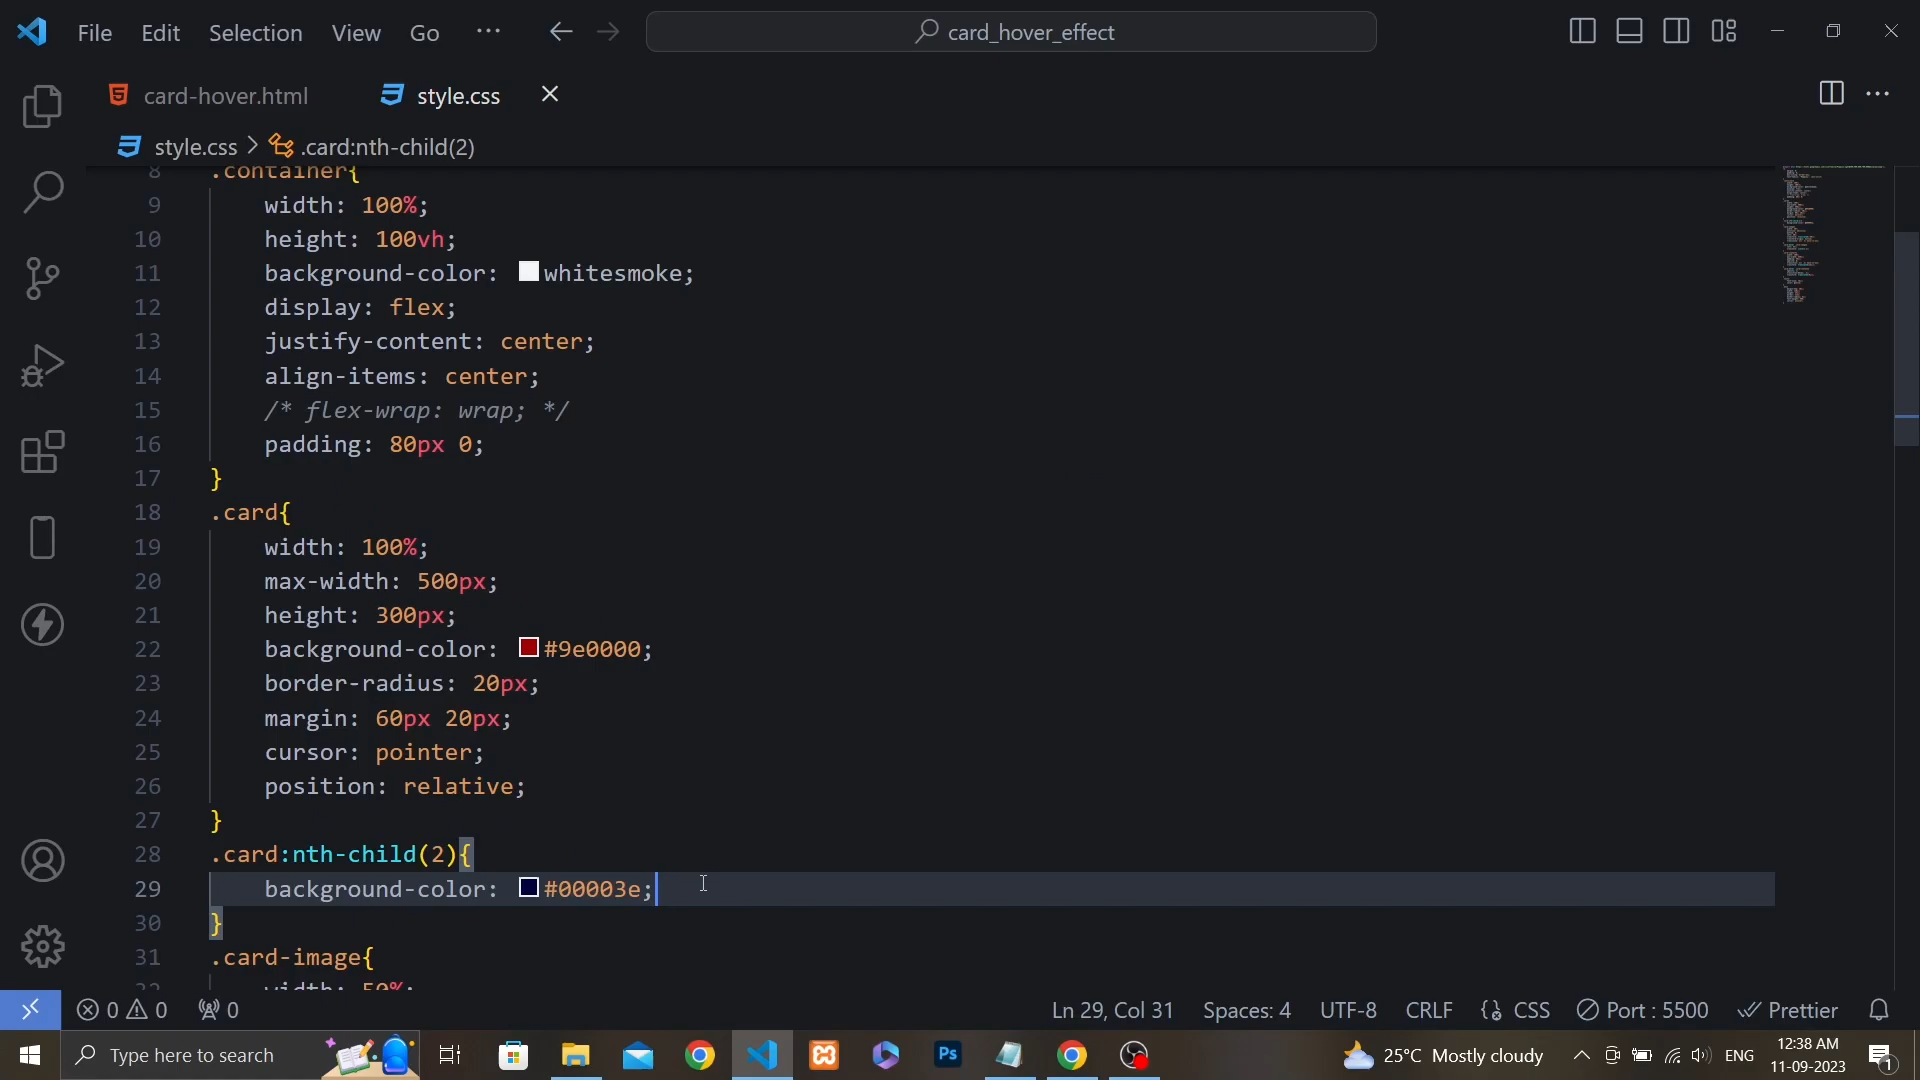 File Edit Selection View Go ··· card_hover_effect
card-hover.html style.css
style.css > .card:nth-child(2)
8 .container{
9 width: 100%;
10 height: 100vh;
11 background-color: whitesmoke;
12 display: flex;
13 justify-content: center;
14 align-items: center;
15 /* flex-wrap: wrap; */
16 padding: 80px 0;
17 }
18 .card{
19 width: 100%;
20 max-width: 500px;
21 height: 300px;
22 background-color: #9e0000;
23 border-radius: 20px;
24 margin: 60px 20px;
25 cursor: pointer;
26 position: relative;
27 }
28 .card:nth-child(2){
29 background-color: #00003e;
30 }
31 .card-image{
32 width: 50%;
0 0 0 Ln 29, Col 31 Spaces: 4 UTF-8 CRLF {} CSS Port : 5500 Prettier
Type here to search Ps 25°C Mostly cloudy ENG 12:38 AM 1
11-09-2023